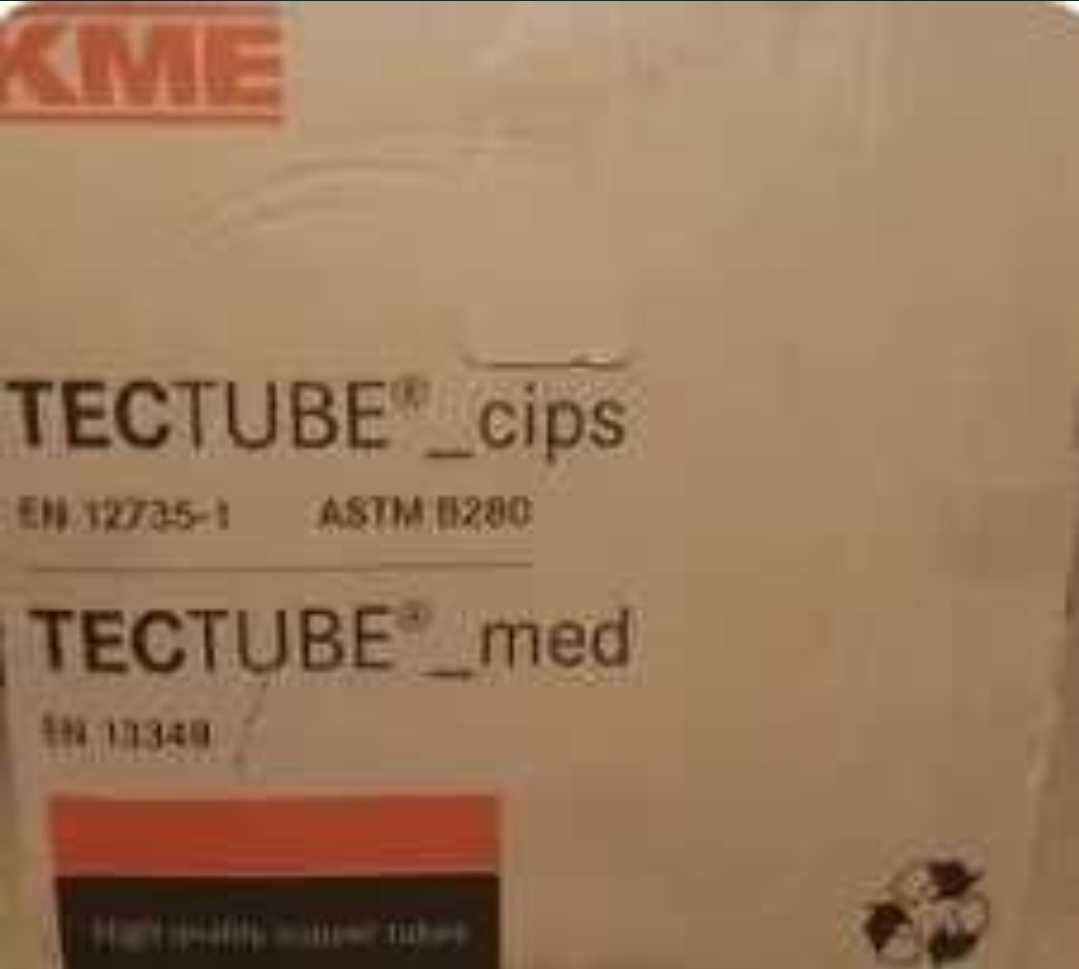 KME
TECTUBE®_cips
EN 12735-1 ASTM B280
TECTUBE®_med
EN 13348
High quality copper tubes